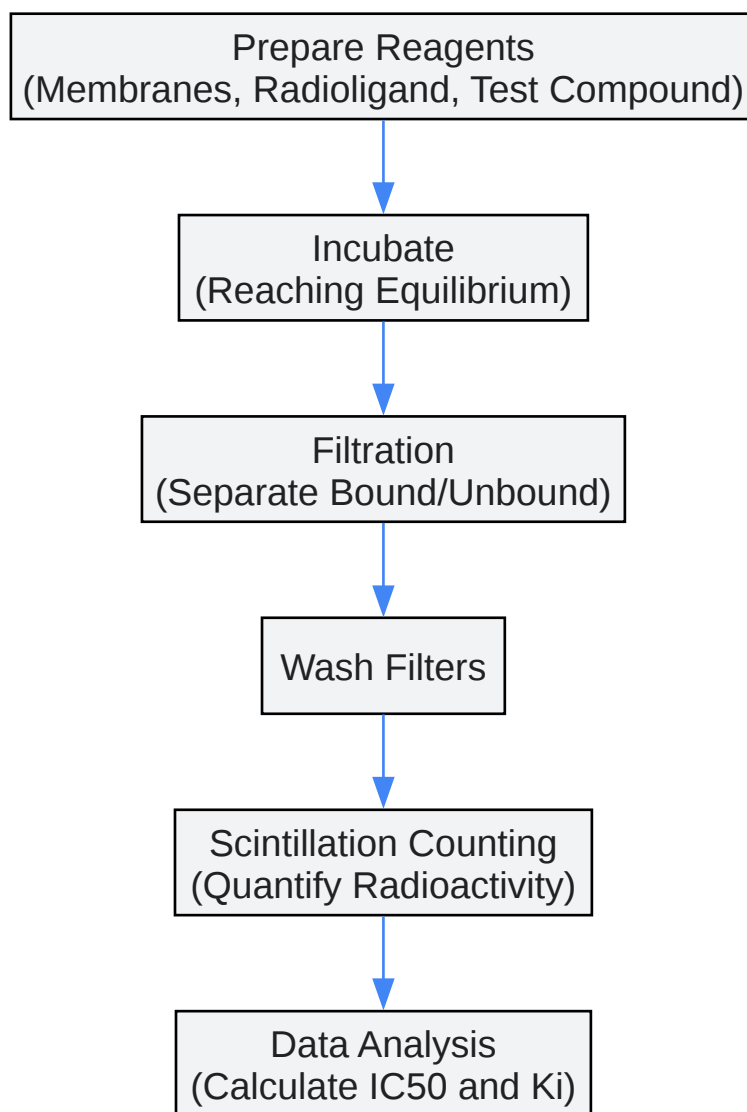 Prepare Reagents
(Membranes, Radioligand, Test Compound)
Incubate
(Reaching Equilibrium)
Filtration
(Separate Bound/Unbound)
Wash Filters
Scintillation Counting
(Quantify Radioactivity)
Data Analysis
(Calculate IC50 and Ki)